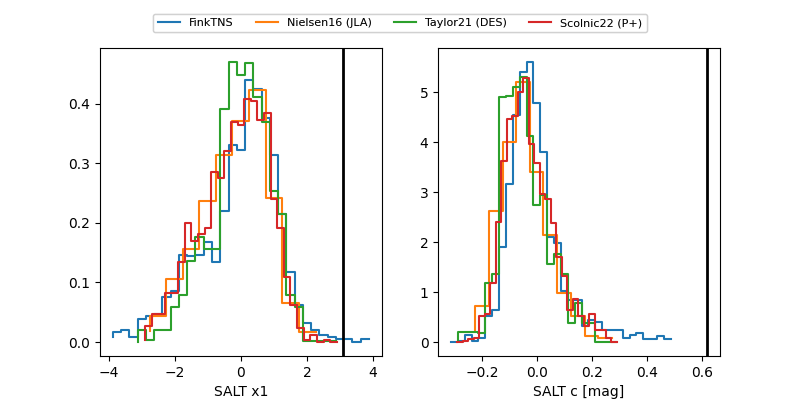 FinkTNS Nielsen16 (JLA) Taylor21 (DES) Scolnic22 (P+)
0.4
0.3
0.2
0.1
0.0
−4 −2 0 2 4
SALT x1
5
4
3
2
1
0
−0.2 0.0 0.2 0.4 0.6
SALT c [mag]